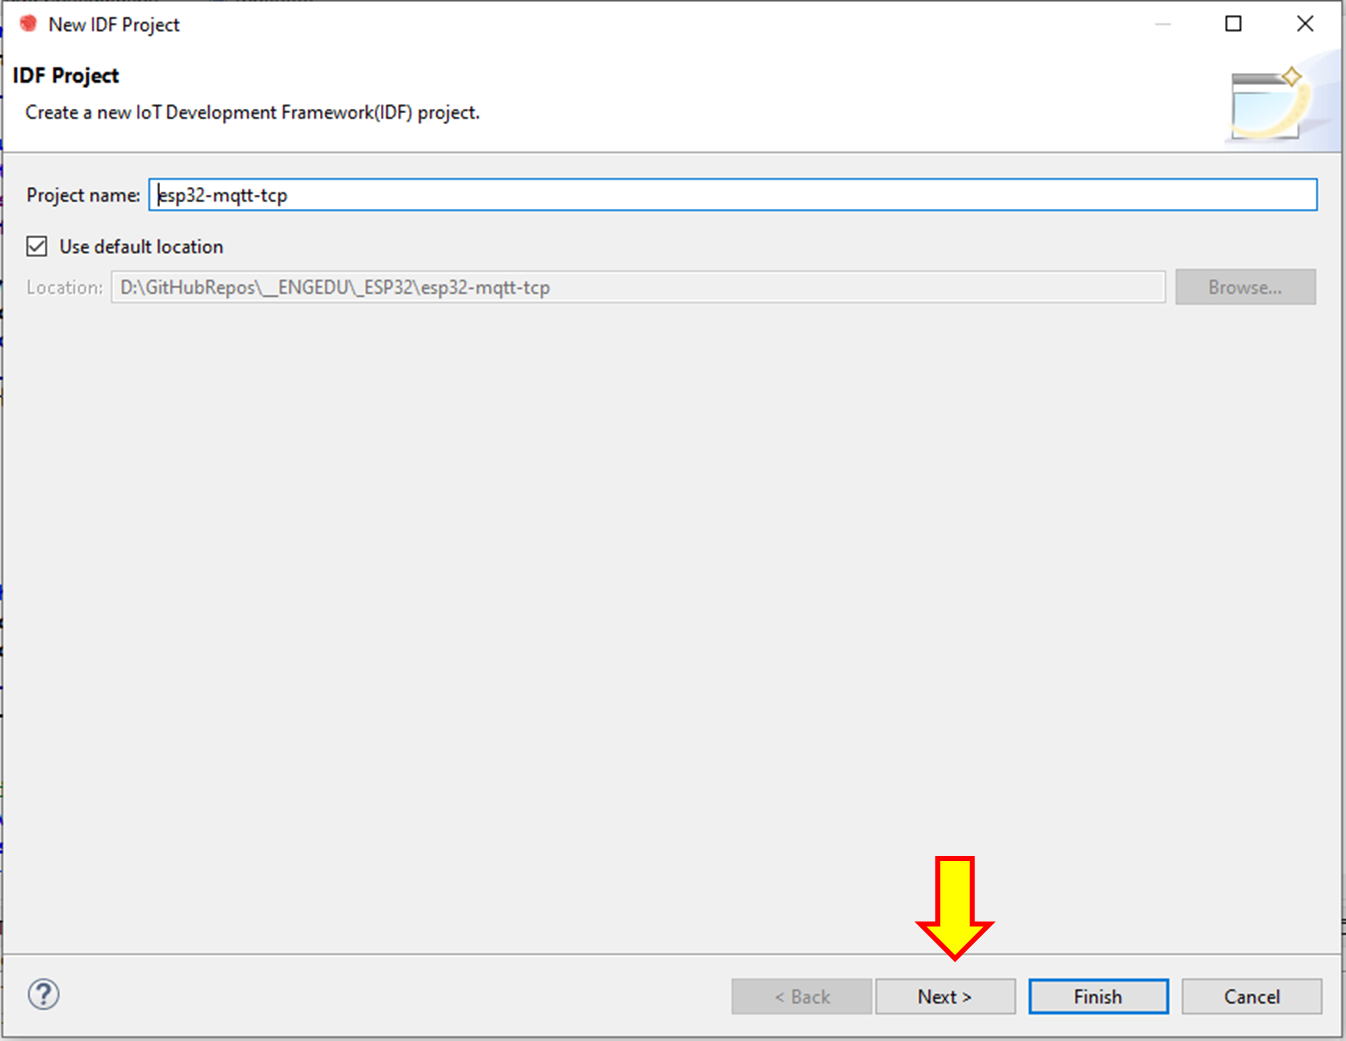 New IDF Project
IDF Project
Create a new IoT Development Framework(IDF) project.
Project name: esp32-mqtt-tcp
Use default location
Location: D:\GitHubRepos\__ENGEDU\_ESP32\esp32-mqtt-tcp Browse...
? < Back Next > Finish Cancel